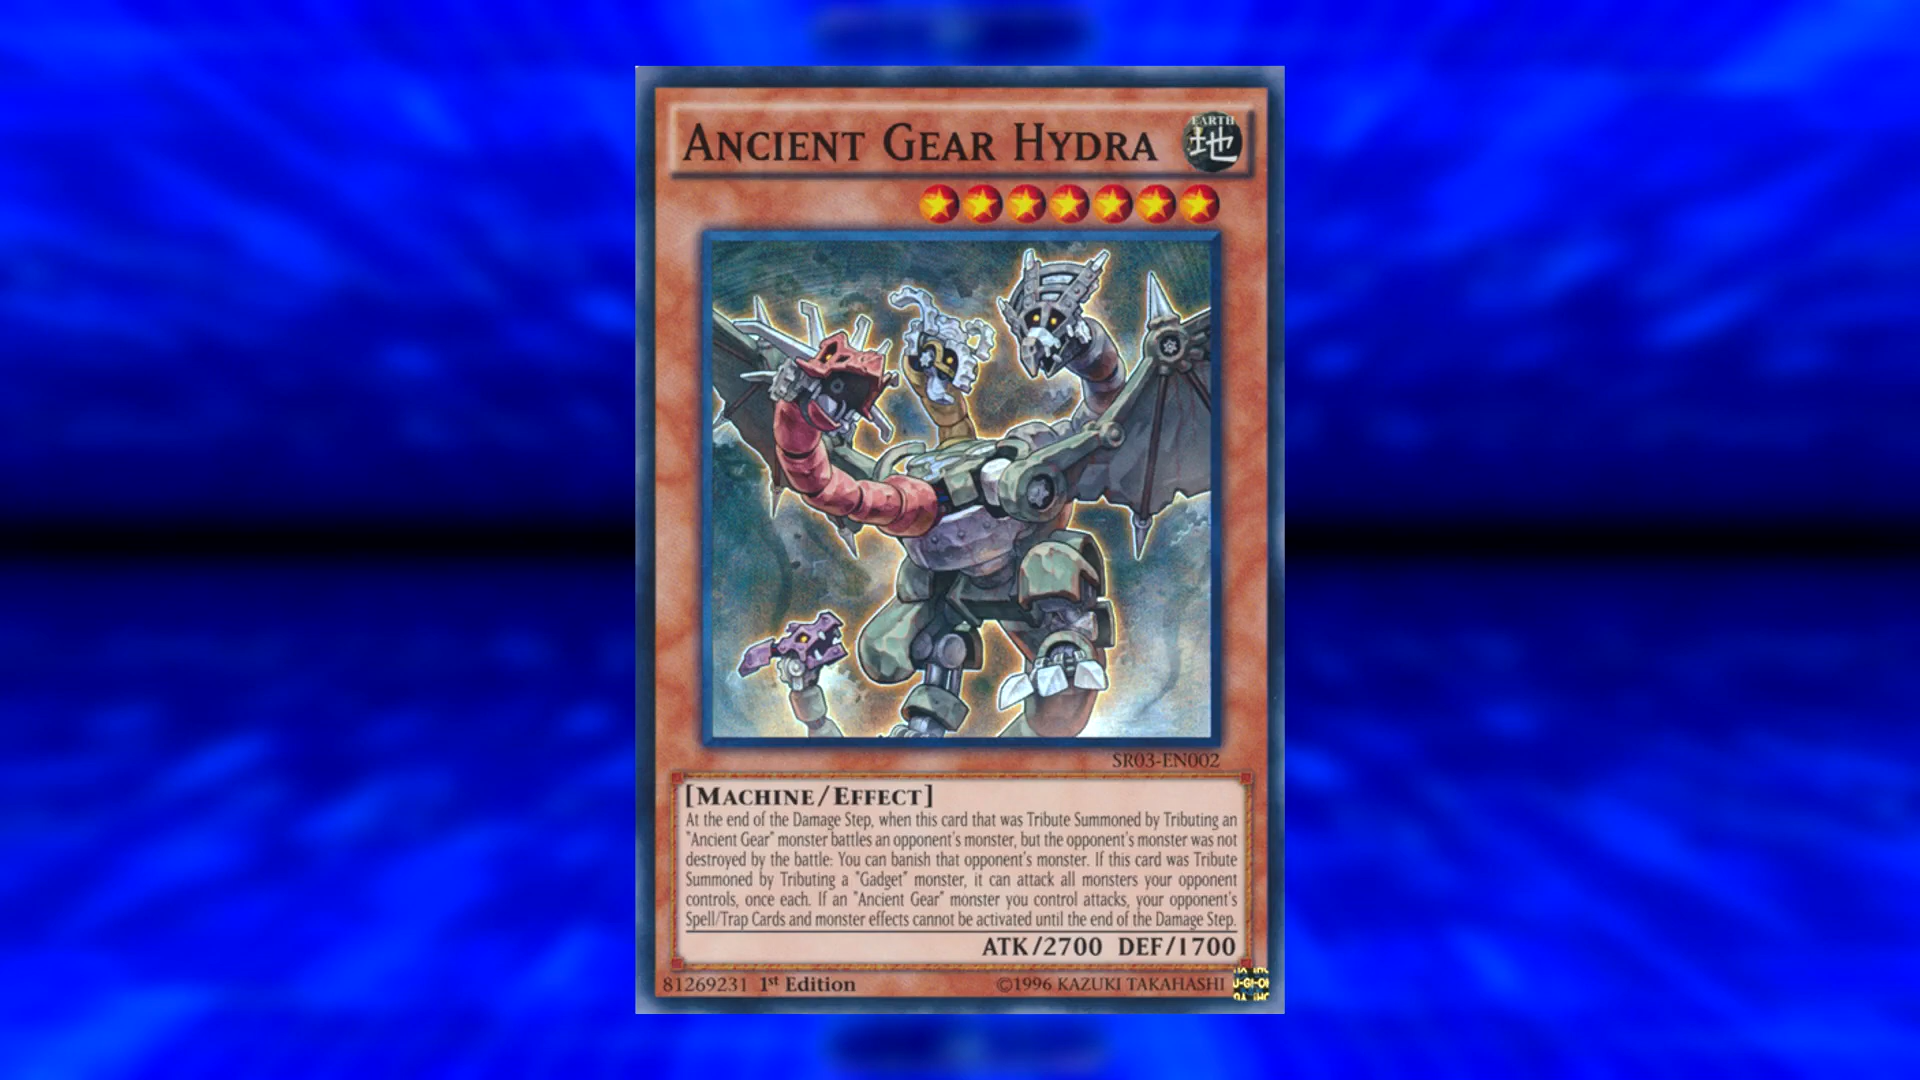 ANCIENT GEAR HYDRA
EARTH
地
SR03-EN002
[MACHINE/EFFECT]
At the end of the Damage Step, when this card that was Tribute Summoned by Tributing an
"Ancient Gear" monster battles an opponent's monster, but the opponent's monster was not
destroyed by the battle: You can banish that opponent's monster. If this card was Tribute
Summoned by Tributing a "Gadget" monster, it can attack all monsters your opponent
controls, once each. If an "Ancient Gear" monster you control attacks, your opponent's
Spell/Trap Cards and monster effects cannot be activated until the end of the Damage Step.
ATK/2700 DEF/1700
81269231 1st Edition
©1996 KAZUKI TAKAHASHI